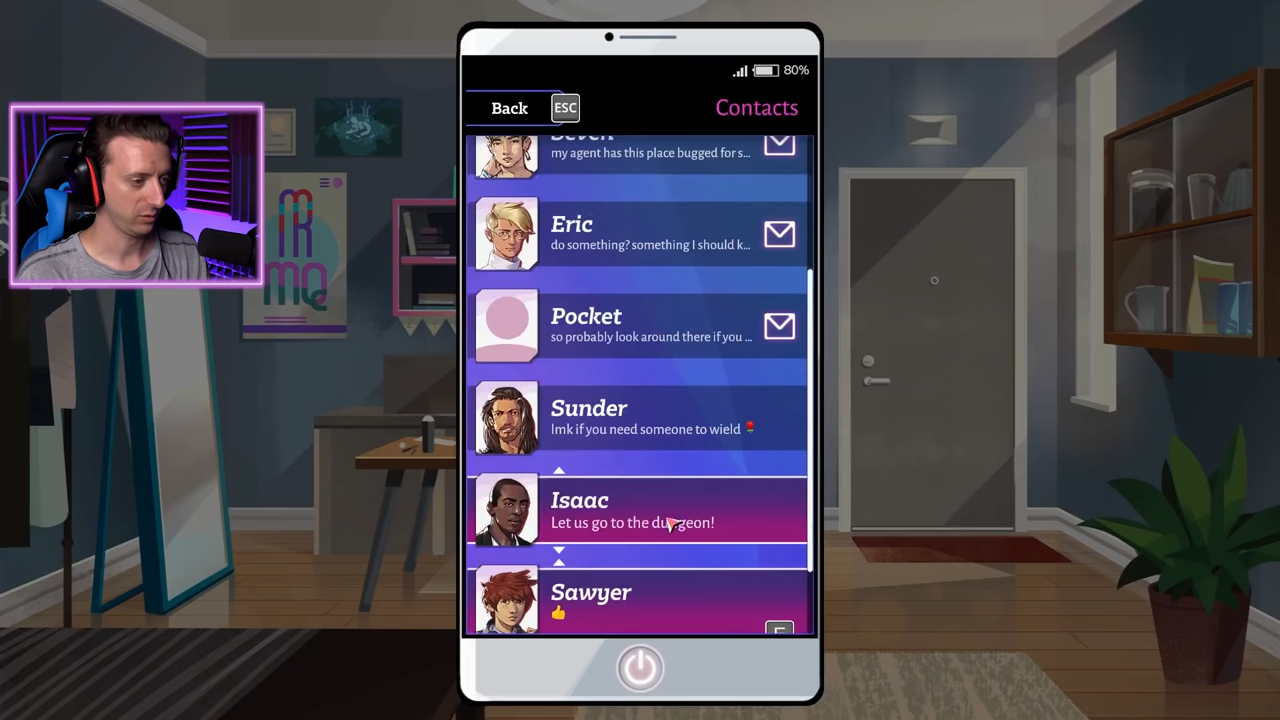 80%
Back
ESC
Contacts
Seven
my agent has this place bugged for s...
Eric
do something? something I should k...
Pocket
so probably look around there if you ...
Sunder
lmk if you need someone to wield 🌹
Isaac
Let us go to the dungeon!
Sawyer
👍